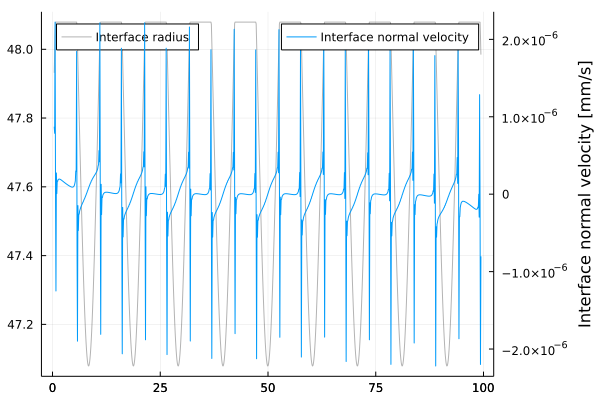 Interface radius
Interface normal velocity
48.0
47.8
47.6
47.4
47.2
2.0×10⁻⁶
1.0×10⁻⁶
0
−1.0×10⁻⁶
−2.0×10⁻⁶
Interface normal velocity [mm/s]
0 25 50 75 100